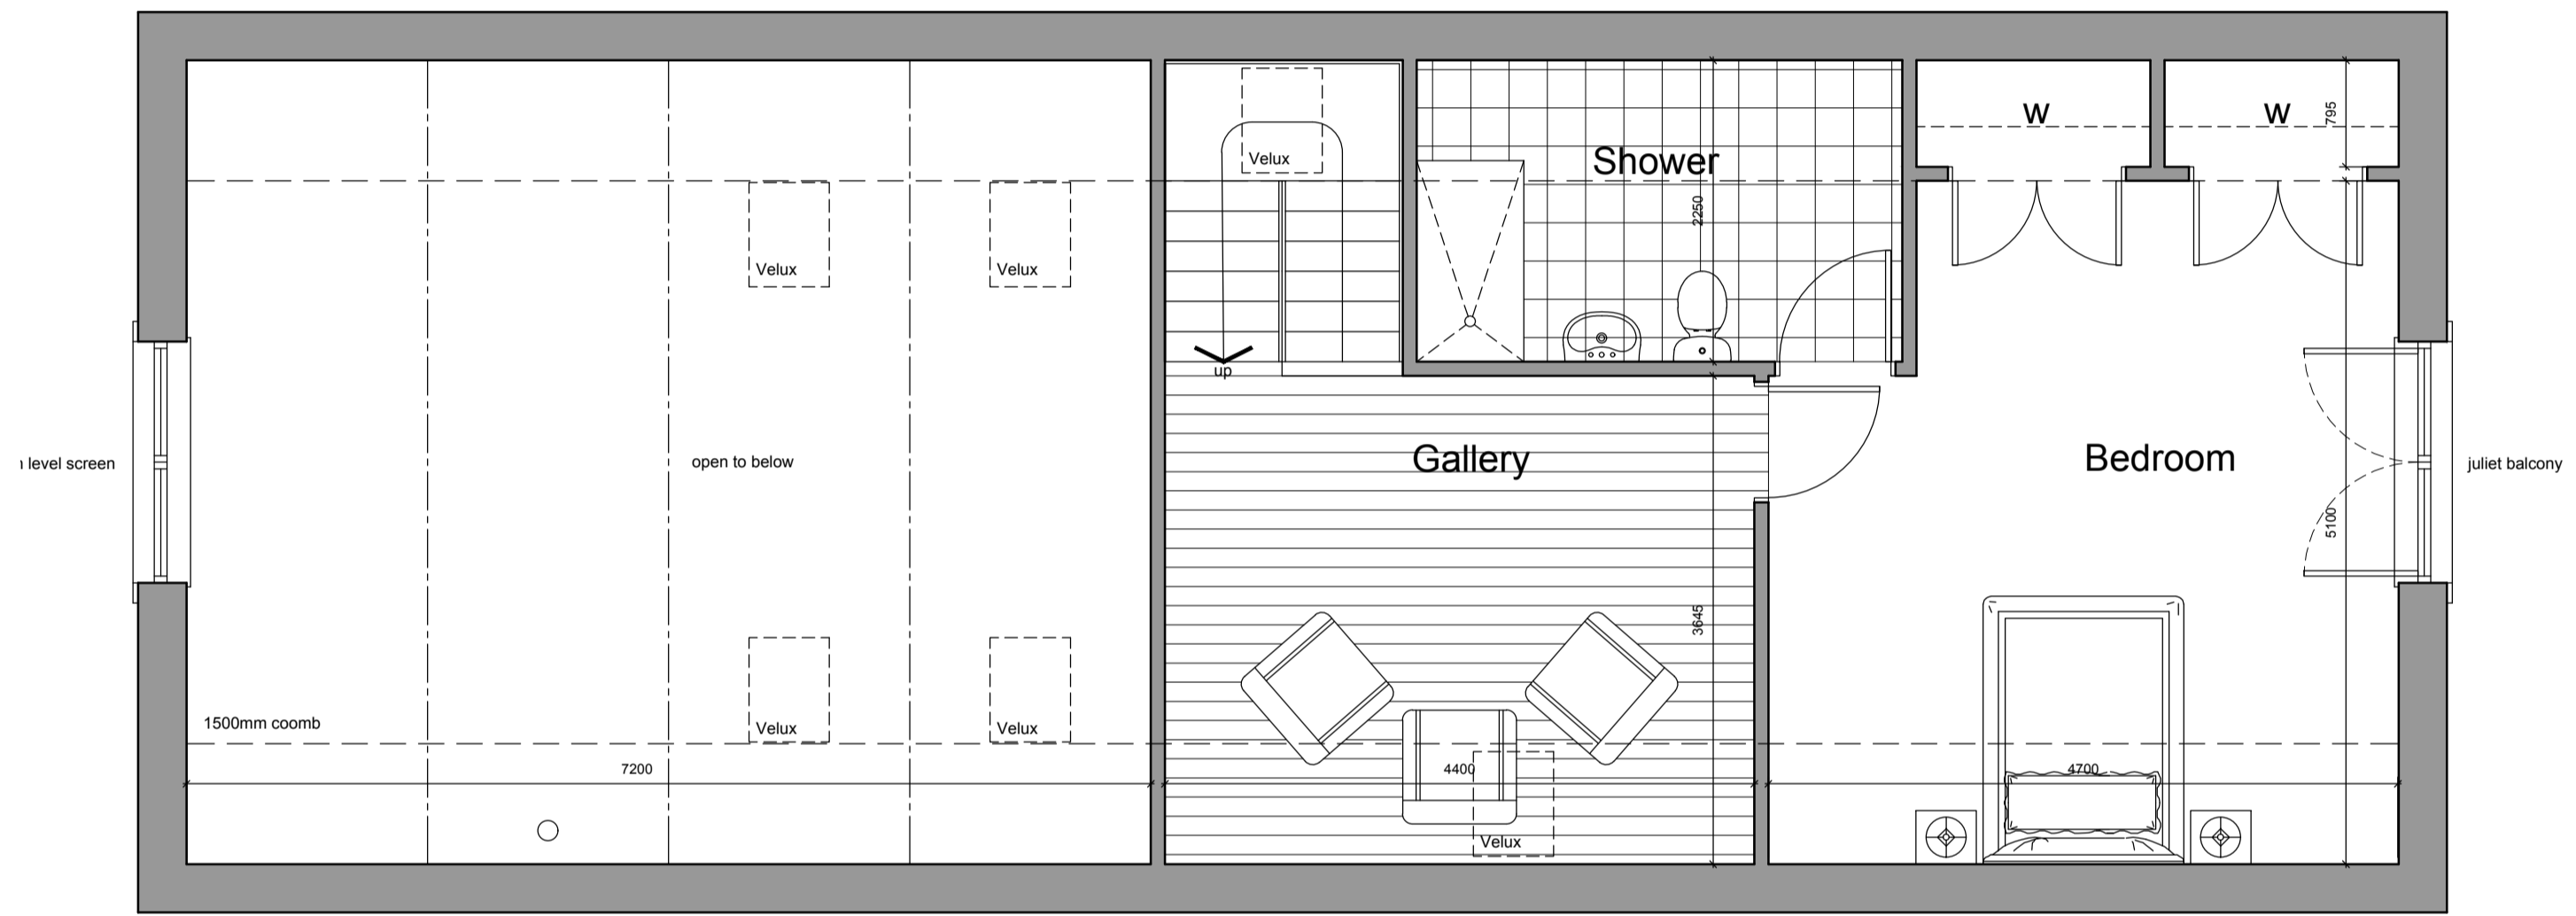 W
W
795
Velux
Shower
2250
Velux
Velux
up
level screen
open to below
Gallery
Bedroom
juliet balcony
5100
3645
1500mm coomb
Velux
Velux
7200
4400
4700
Velux